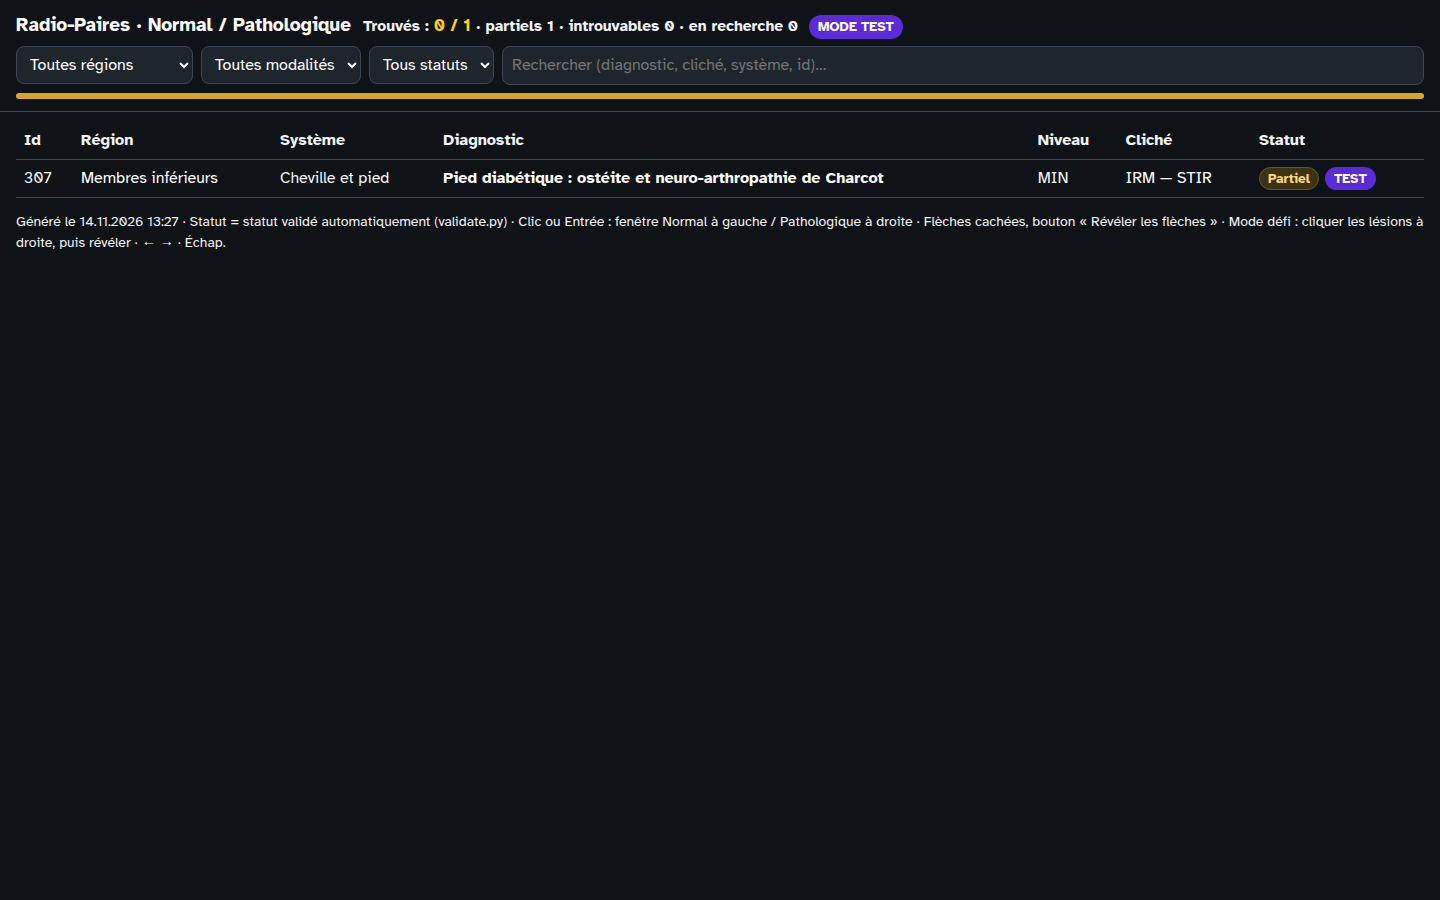 Radio-Paires · Normal / Pathologique Trouvés : 0 / 1 · partiels 1 · introuvables 0 · en recherche 0 MODE TEST
Toutes régions Toutes modalités Tous statuts Rechercher (diagnostic, cliché, système, id)...
Id Région Système Diagnostic Niveau Cliché Statut
307 Membres inférieurs Cheville et pied Pied diabétique : ostéite et neuro-arthropathie de Charcot MIN IRM — STIR Partiel TEST
Généré le 14.11.2026 13:27 · Statut = statut validé automatiquement (validate.py) · Clic ou Entrée : fenêtre Normal à gauche / Pathologique à droite · Flèches cachées, bouton « Révéler les flèches » · Mode défi : cliquer les lésions à
droite, puis révéler · ← → · Échap.